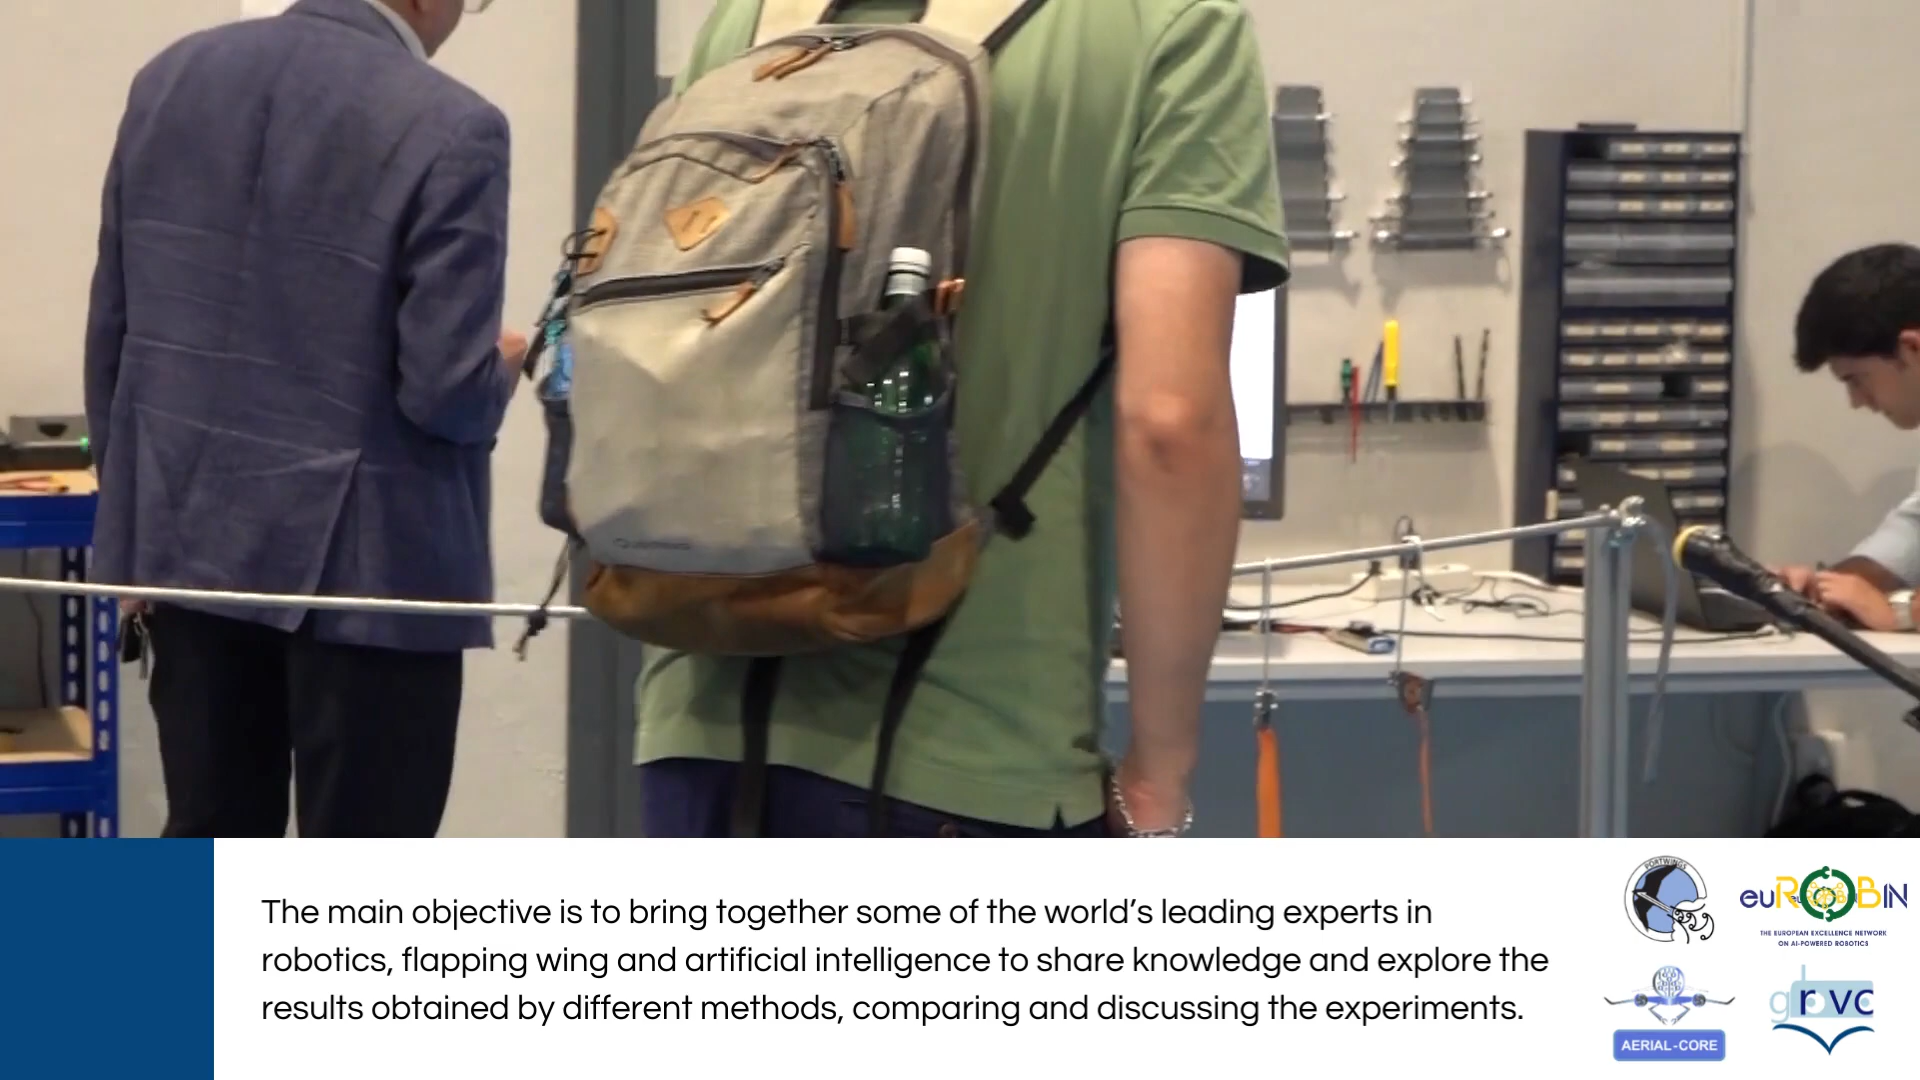 The main objective is to bring together some of the world’s leading experts in
robotics, flapping wing and artificial intelligence to share knowledge and explore the
results obtained by different methods, comparing and discussing the experiments.
PORTWINGS
euROBIN
THE EUROPEAN EXCELLENCE NETWORK
ON AI-POWERED ROBOTICS
AERIAL-CORE
grvc